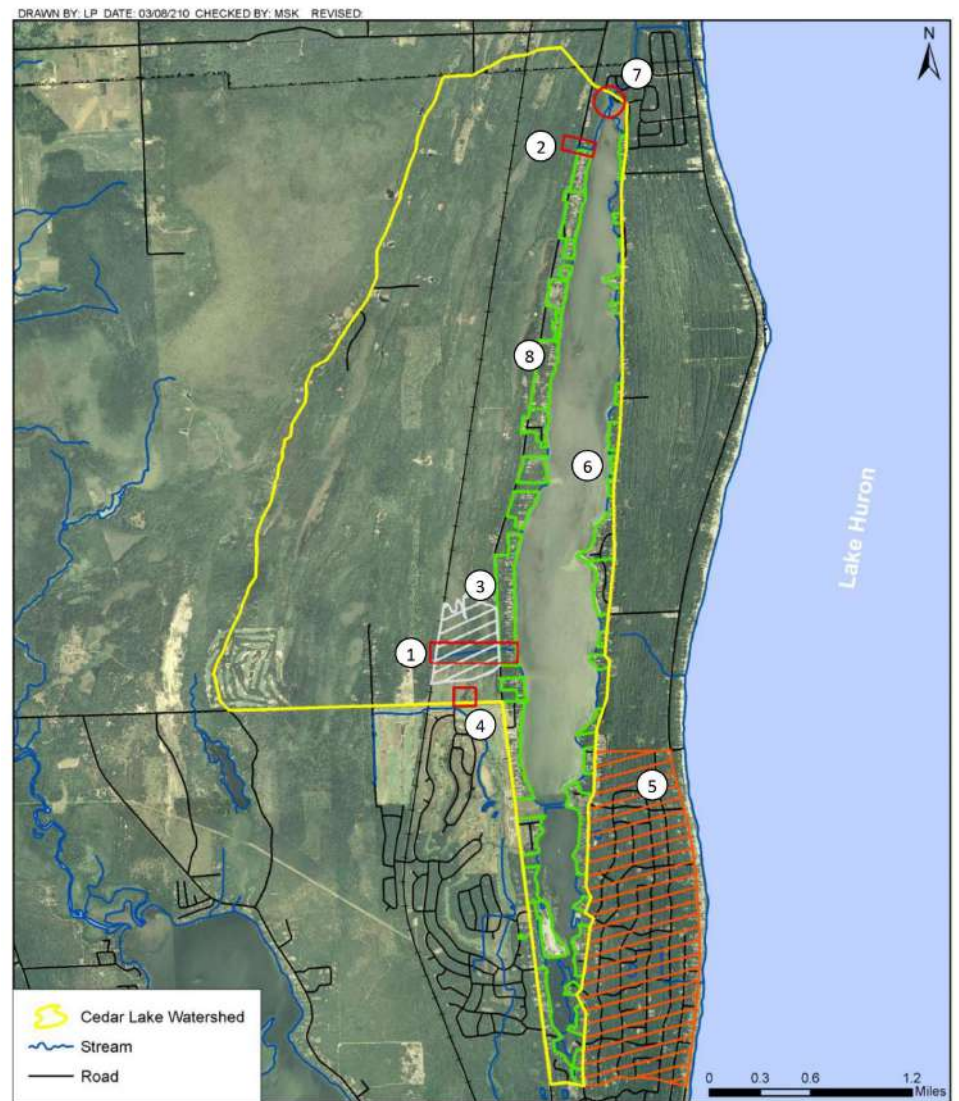 DRAWN BY: LP DATE: 03/08/210 CHECKED BY: MSK REVISED:
N
7
2
8
6
Lake Huron
3
1
4
5
Cedar Lake Watershed
Stream
Road
0 0.3 0.6 1.2
Miles